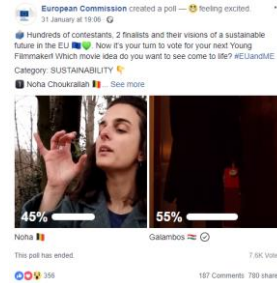 European Commission created a poll — 🤩 feeling excited.
31 January at 19:06 ·
🗳 Hundreds of contestants, 2 finalists and their visions of a sustainable
future in the EU 🇪🇺💚. Now it's your turn to vote for your next Young
Filmmaker! Which movie idea do you want to see come to life? #EUandME
Category: SUSTAINABILITY 👇
1️⃣ Noha Choukrallah 🇧🇪... See more
45%
55%
Noha 🇧🇪
Galambos
This poll has ended.
7.6K Vote
356
187 Comments 780 share